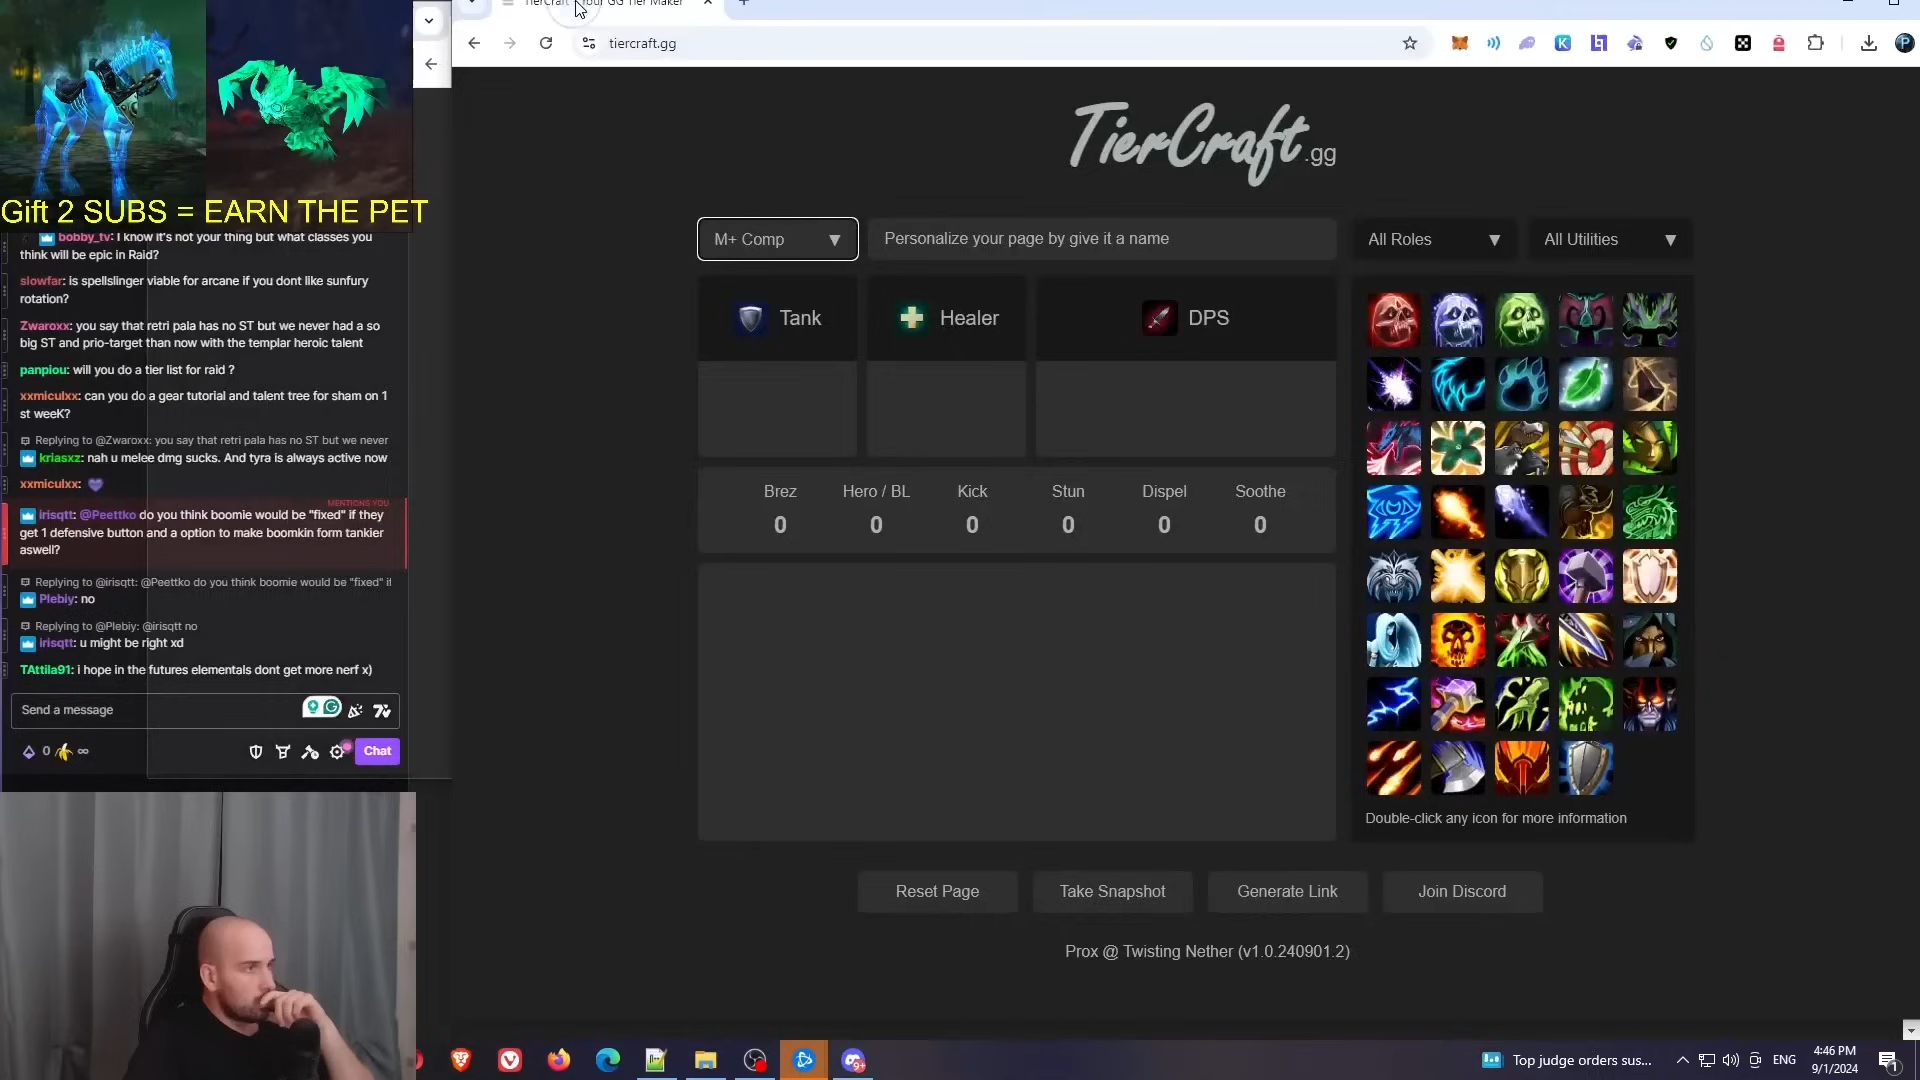 TierCraft - Your GG Tier Maker
tiercraft.gg
Gift 2 SUBS = EARN THE PET
bobby_tv: I know it's not your thing but what classes you
think will be epic in Raid?
slowfar: is spellslinger viable for arcane if you dont like sunfury
rotation?
Zwaroxx: you say that retri pala has no ST but we never had a so
big ST and prio-target than now with the templar heroic talent
panpiou: will you do a tier list for raid ?
xxmiculxx: can you do a gear tutorial and talent tree for sham on 1
st weeK?
Replying to @Zwaroxx: you say that retri pala has no ST but we never
kriasxz: nah u melee dmg sucks. And tyra is always active now
xxmiculxx:
MENTIONS YOU
irisqtt: @Peettko do you think boomie would be "fixed" if they
get 1 defensive button and a option to make boomkin form tankier
aswell?
Replying to @irisqtt: @Peettko do you think boomie would be "fixed" if
Plebiy: no
Replying to @Plebiy: @irisqtt no
irisqtt: u might be right xd
TAttila91: i hope in the futures elementals dont get more nerf x)
Send a message
0 ∞
Chat
TierCraft.gg
M+ Comp ▼
Personalize your page by give it a name
All Roles ▼
All Utilities ▼
Tank
Healer
DPS
Brez Hero / BL Kick Stun Dispel Soothe
0 0 0 0 0 0
Double-click any icon for more information
Reset Page
Take Snapshot
Generate Link
Join Discord
Prox @ Twisting Nether (v1.0.240901.2)
9+
Top judge orders sus...
ENG
4:46 PM
9/1/2024
1